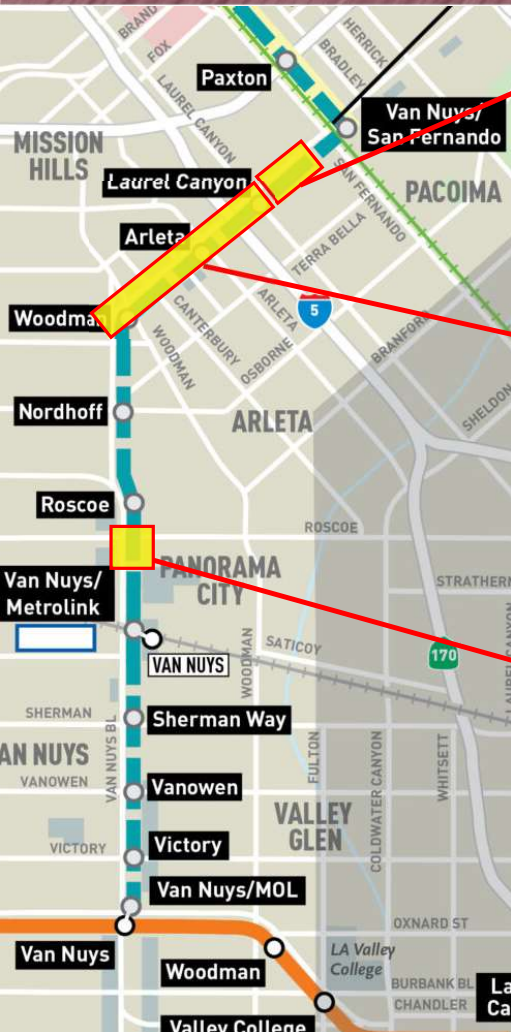 BRAND
FOX
HERRICK
BRADLEY
Paxton
LAUREL CANYON
Van Nuys/
San Fernando
MISSION
HILLS
Laurel Canyon
SAN FERNANDO
PACOIMA
Arleta
TERRA BELLA
Woodman
CANTERBURY
ARLETA
5
WOODMAN
OSBORNE
BRANFORD
Nordhoff
ARLETA
SHELDON
Roscoe
ROSCOE
PANORAMA
CITY
Van Nuys/
Metrolink
STRATHERN
WOODMAN
SATICOY
170
LAUREL CANYON
VAN NUYS
SHERMAN
Sherman Way
VAN NUYS BL
AN NUYS
FULTON
COLDWATER CANYON
WHITSETT
VANOWEN
Vanowen
VALLEY
GLEN
VICTORY
Victory
Van Nuys/MOL
OXNARD ST
Van Nuys
Woodman
LA Valley
College
BURBANK BL
La
Ca
CHANDLER
Valley College